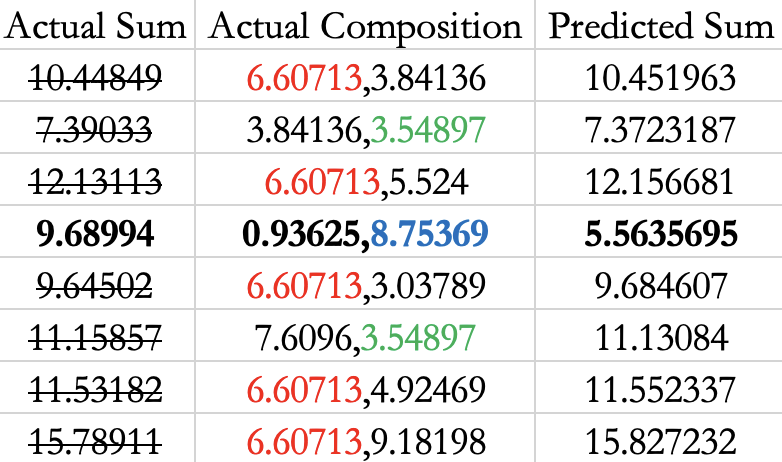 Actual Sum Actual Composition Predicted Sum
10.44849 6.60713,3.84136 10.451963
7.39033 3.84136,3.54897 7.3723187
12.13113 6.60713,5.524 12.156681
9.68994 0.93625,8.75369 5.5635695
9.64502 6.60713,3.03789 9.684607
11.15857 7.6096,3.54897 11.13084
11.53182 6.60713,4.92469 11.552337
15.78911 6.60713,9.18198 15.827232